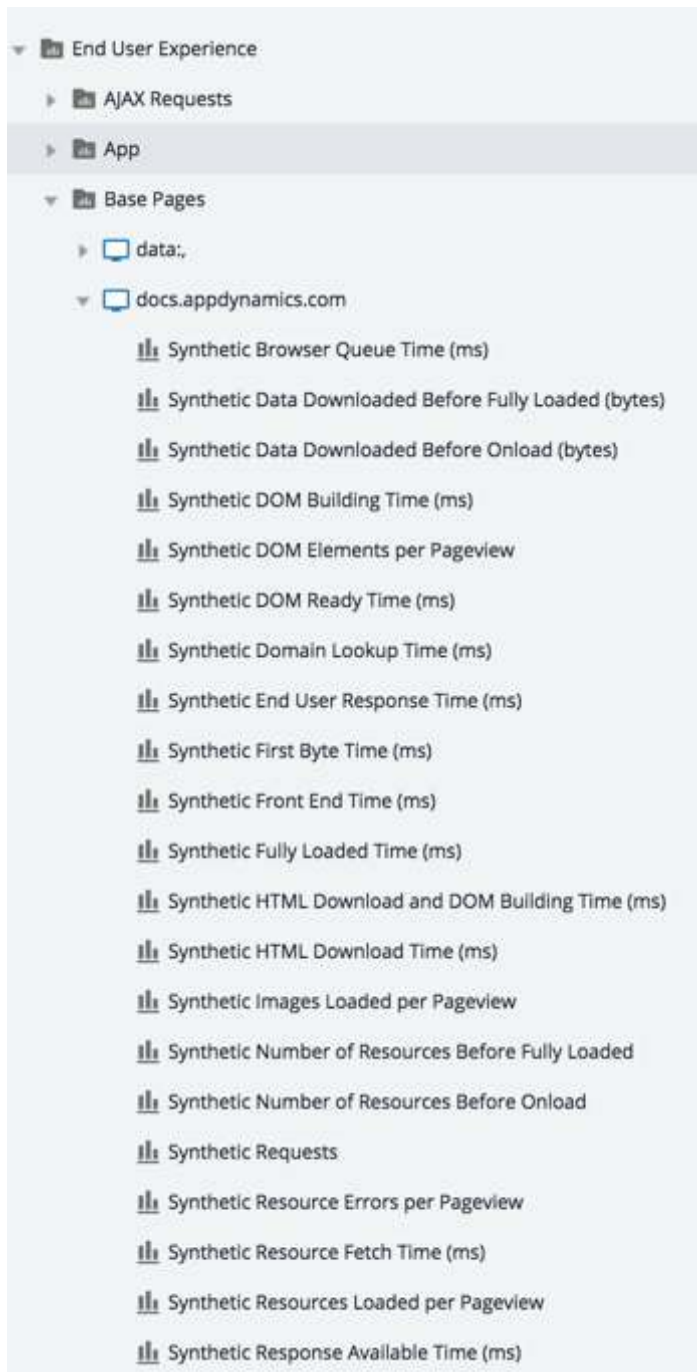 End User Experience
AJAX Requests
App
Base Pages
data:,
docs.appdynamics.com
Synthetic Browser Queue Time (ms)
Synthetic Data Downloaded Before Fully Loaded (bytes)
Synthetic Data Downloaded Before Onload (bytes)
Synthetic DOM Building Time (ms)
Synthetic DOM Elements per Pageview
Synthetic DOM Ready Time (ms)
Synthetic Domain Lookup Time (ms)
Synthetic End User Response Time (ms)
Synthetic First Byte Time (ms)
Synthetic Front End Time (ms)
Synthetic Fully Loaded Time (ms)
Synthetic HTML Download and DOM Building Time (ms)
Synthetic HTML Download Time (ms)
Synthetic Images Loaded per Pageview
Synthetic Number of Resources Before Fully Loaded
Synthetic Number of Resources Before Onload
Synthetic Requests
Synthetic Resource Errors per Pageview
Synthetic Resource Fetch Time (ms)
Synthetic Resources Loaded per Pageview
Synthetic Response Available Time (ms)